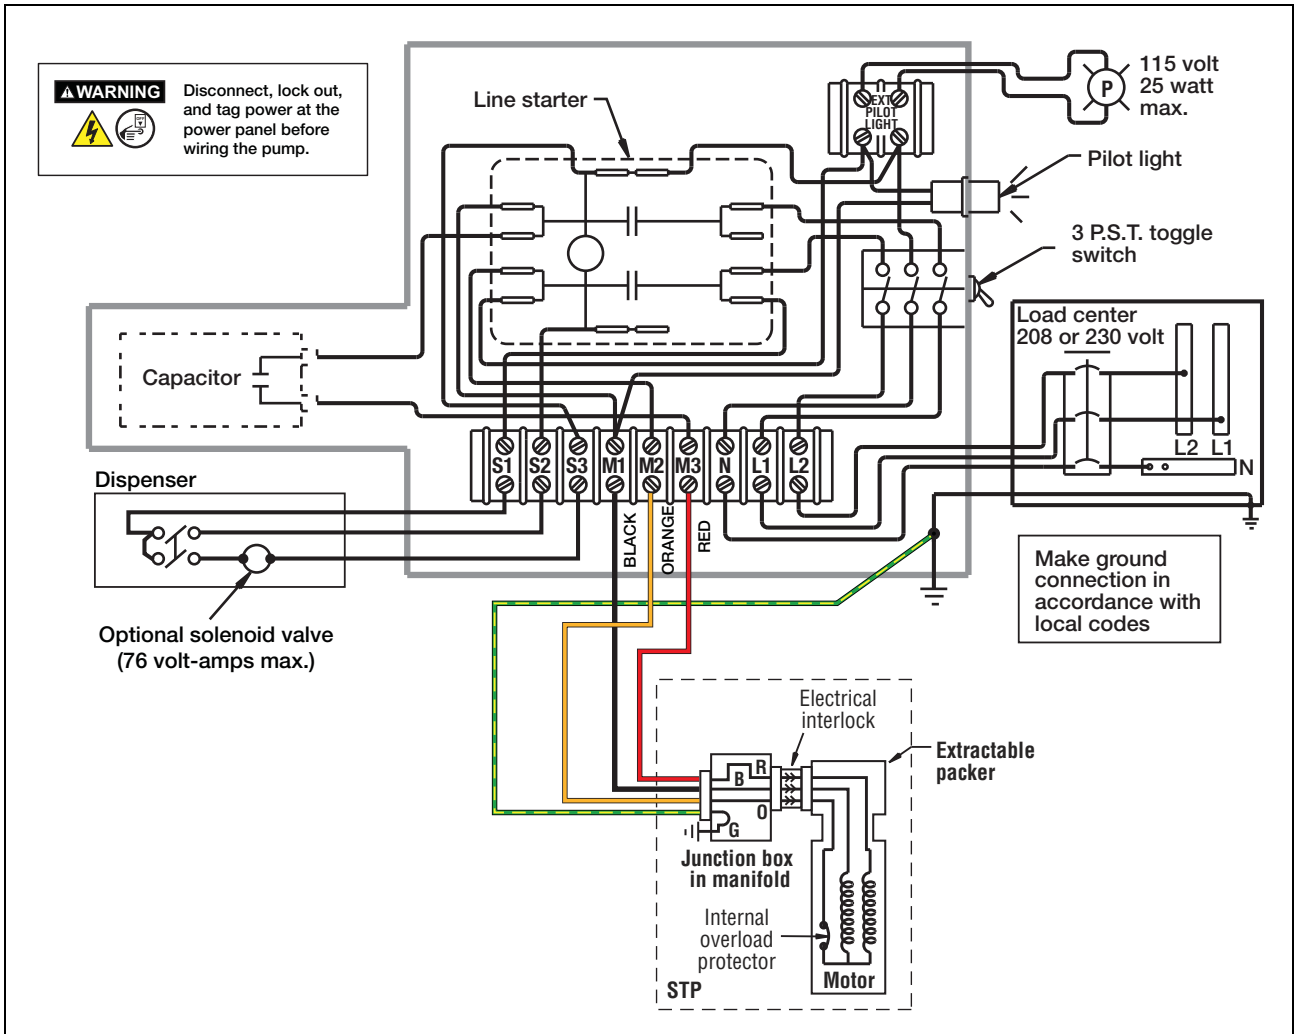 WARNING
Disconnect, lock out,
and tag power at the
power panel before
wiring the pump.
Line starter
EXT
PILOT
LIGHT
P
115 volt
25 watt
max.
Pilot light
3 P.S.T. toggle
switch
Load center
208 or 230 volt
L2 L1
N
Capacitor
S1 S2 S3 M1 M2 M3 N L1 L2
BLACK
ORANGE
RED
Dispenser
Optional solenoid valve
(76 volt-amps max.)
Make ground
connection in
accordance with
local codes
Electrical
interlock
Extractable
packer
R
B
O
G
Junction box
in manifold
Internal
overload
protector
Motor
STP